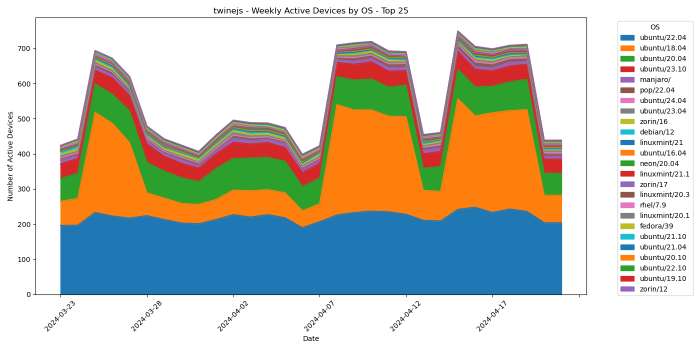 twinejs - Weekly Active Devices by OS - Top 25
Number of Active Devices
700
600
500
400
300
200
100
0
2024-03-23
2024-03-28
2024-04-02
2024-04-07
2024-04-12
2024-04-17
Date
OS
ubuntu/22.04
ubuntu/18.04
ubuntu/20.04
ubuntu/23.10
manjaro/
pop/22.04
ubuntu/24.04
ubuntu/23.04
zorin/16
debian/12
linuxmint/21
ubuntu/16.04
neon/20.04
linuxmint/21.1
zorin/17
linuxmint/20.3
rhel/7.9
linuxmint/20.1
fedora/39
ubuntu/21.10
ubuntu/21.04
ubuntu/20.10
ubuntu/22.10
ubuntu/19.10
zorin/12